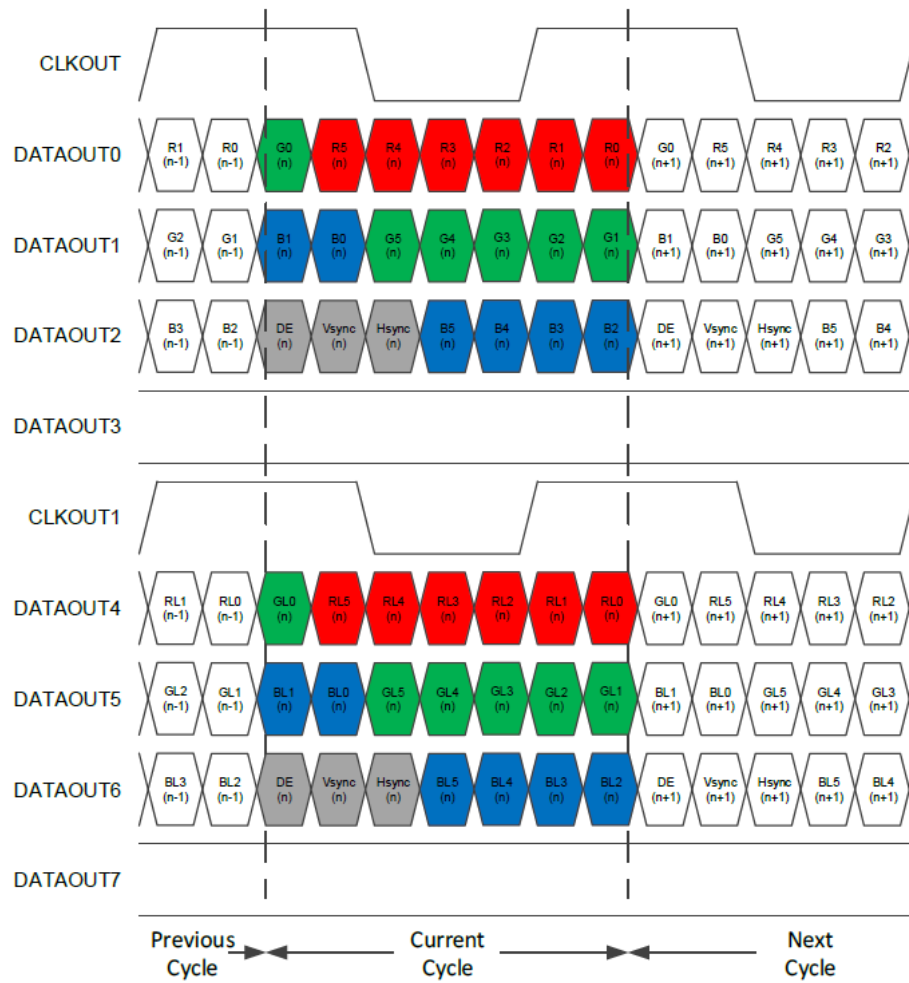 CLKOUT
DATAOUT0
R1 (n-1) R0 (n-1) G0 (n) R5 (n) R4 (n) R3 (n) R2 (n) R1 (n) R0 (n) G0 (n+1) R5 (n+1) R4 (n+1) R3 (n+1) R2 (n+1)
DATAOUT1
G2 (n-1) G1 (n-1) B1 (n) B0 (n) G5 (n) G4 (n) G3 (n) G2 (n) G1 (n) B1 (n+1) B0 (n+1) G5 (n+1) G4 (n+1) G3 (n+1)
DATAOUT2
B3 (n-1) B2 (n-1) DE (n) Vsync (n) Hsync (n) B5 (n) B4 (n) B3 (n) B2 (n) DE (n+1) Vsync (n+1) Hsync (n+1) B5 (n+1) B4 (n+1)
DATAOUT3
CLKOUT1
DATAOUT4
RL1 (n-1) RL0 (n-1) GL0 (n) RL5 (n) RL4 (n) RL3 (n) RL2 (n) RL1 (n) RL0 (n) GL0 (n+1) RL5 (n+1) RL4 (n+1) RL3 (n+1) RL2 (n+1)
DATAOUT5
GL2 (n-1) GL1 (n-1) BL1 (n) BL0 (n) GL5 (n) GL4 (n) GL3 (n) GL2 (n) GL1 (n) BL1 (n+1) BL0 (n+1) GL5 (n+1) GL4 (n+1) GL3 (n+1)
DATAOUT6
BL3 (n-1) BL2 (n-1) DE (n) Vsync (n) Hsync (n) BL5 (n) BL4 (n) BL3 (n) BL2 (n) DE (n+1) Vsync (n+1) Hsync (n+1) BL5 (n+1) BL4 (n+1)
DATAOUT7
Previous
Cycle
Current
Cycle
Next
Cycle